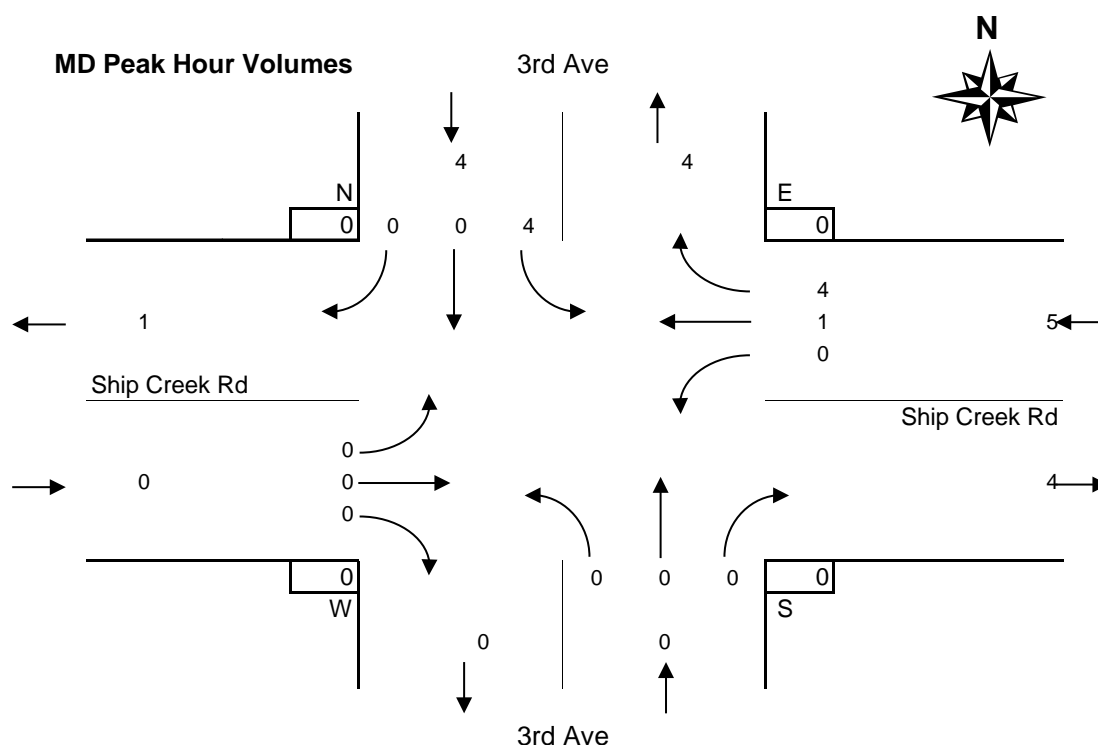 N
MD Peak Hour Volumes 3rd Ave
4 4
N E
0 0 0 4 0
4
1 1 5
0
Ship Creek Rd
Ship Creek Rd
0
0 0 4
0
0 0 0 0 0
W S
0 0
3rd Ave